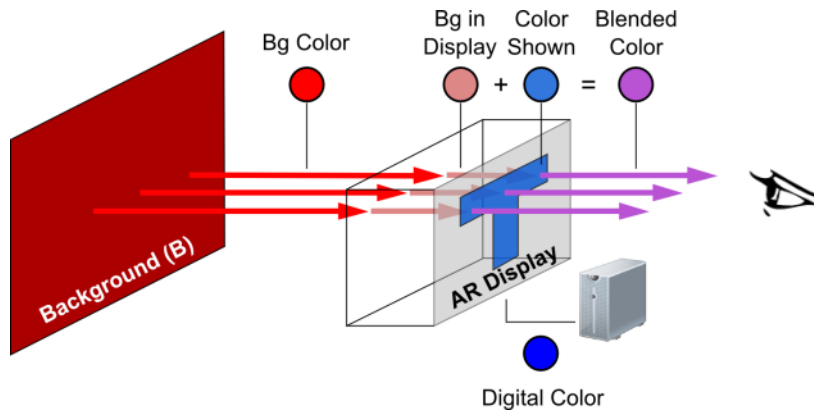 Bg Color
Bg in
Display
+
Color
Shown
=
Blended
Color
Background (B)
AR Display
Digital Color